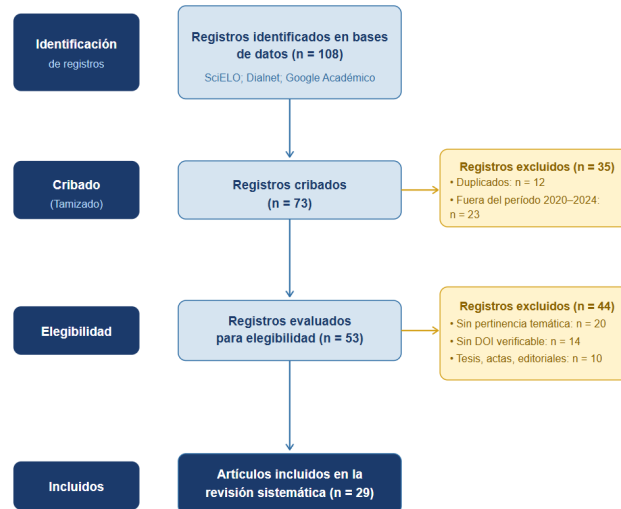 Identificación
de registros
Registros identificados en bases
de datos (n = 108)
SciELO; Dialnet; Google Académico
Cribado
(Tamizado)
Registros cribados
(n = 73)
Registros excluidos (n = 35)
• Duplicados: n = 12
• Fuera del período 2020–2024:
n = 23
Elegibilidad
Registros evaluados
para elegibilidad (n = 53)
Registros excluidos (n = 44)
• Sin pertinencia temática: n = 20
• Sin DOI verificable: n = 14
• Tesis, actas, editoriales: n = 10
Incluidos
Artículos incluidos en la
revisión sistemática (n = 29)